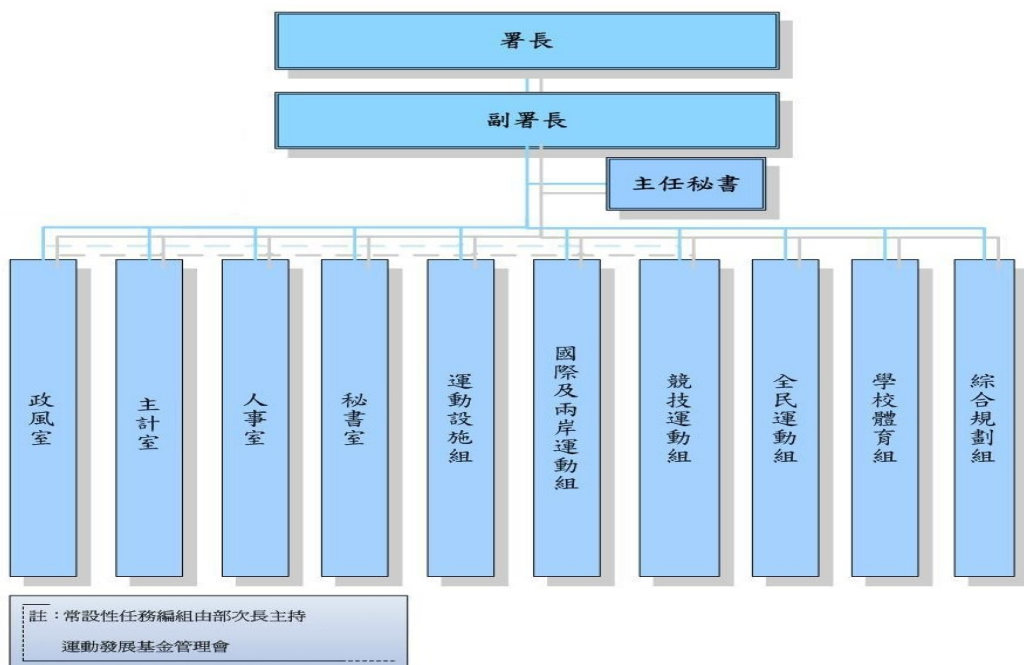 署長
副署長
主任秘書
政風室
主計室
人事室
秘書室
運動設施組
國際及兩岸運動組
競技運動組
全民運動組
學校體育組
綜合規劃組
註：常設性任務編組由部次長主持
運動發展基金管理會